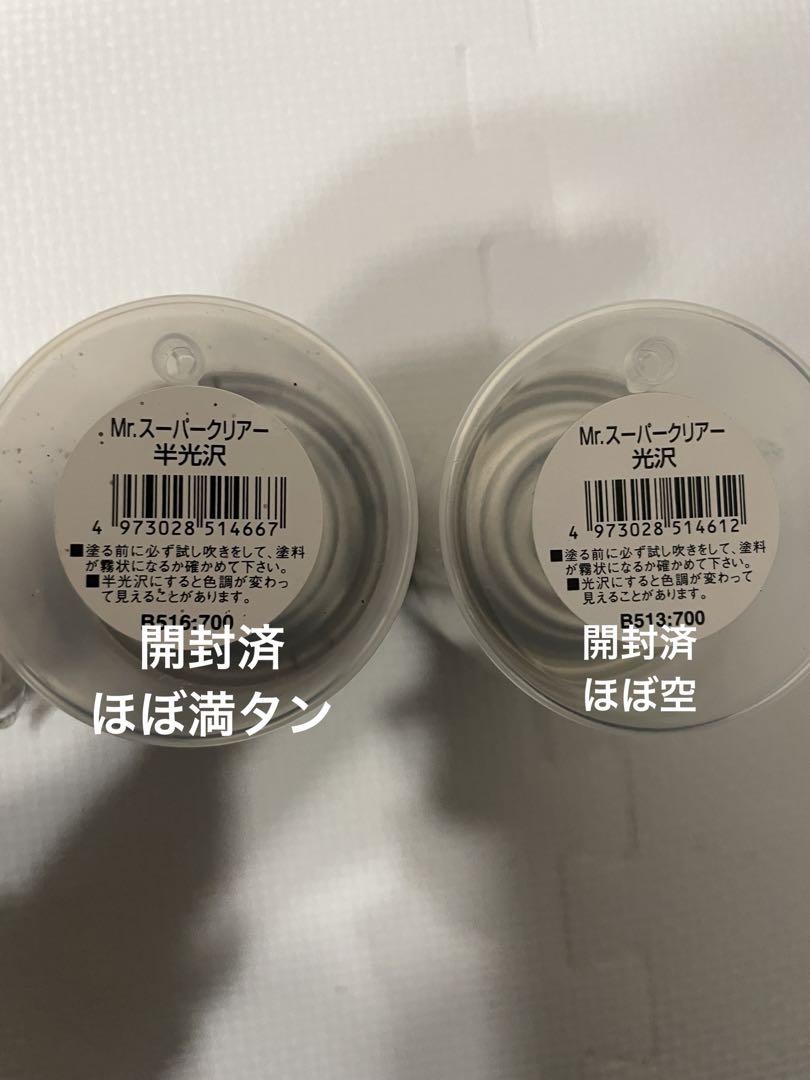 Mr.スーパークリアー
半光沢
4 973028 514667
■塗る前に必ず試し吹きをして、塗料
が霧状になるか確かめて下さい。
■半光沢にすると色調が変わっ
て見えることがあります。
B516:700
開封済
ほぼ満タン
Mr.スーパークリアー
光沢
4 973028 514612
■塗る前に必ず試し吹きをして、塗料
が霧状になるか確かめて下さい。
■光沢にすると色調が変わって
見えることがあります。
B513:700
開封済
ほぼ空